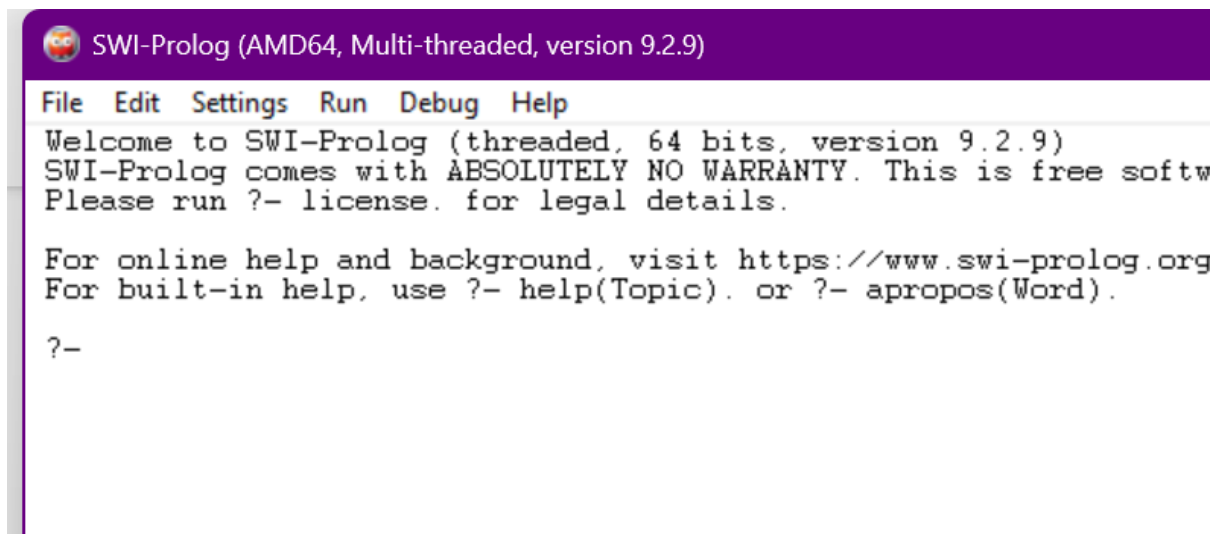 SWI-Prolog (AMD64, Multi-threaded, version 9.2.9)
File Edit Settings Run Debug Help
Welcome to SWI-Prolog (threaded, 64 bits, version 9.2.9)
SWI-Prolog comes with ABSOLUTELY NO WARRANTY. This is free softw
Please run ?- license. for legal details.
For online help and background, visit https://www.swi-prolog.org
For built-in help, use ?- help(Topic). or ?- apropos(Word).
?-